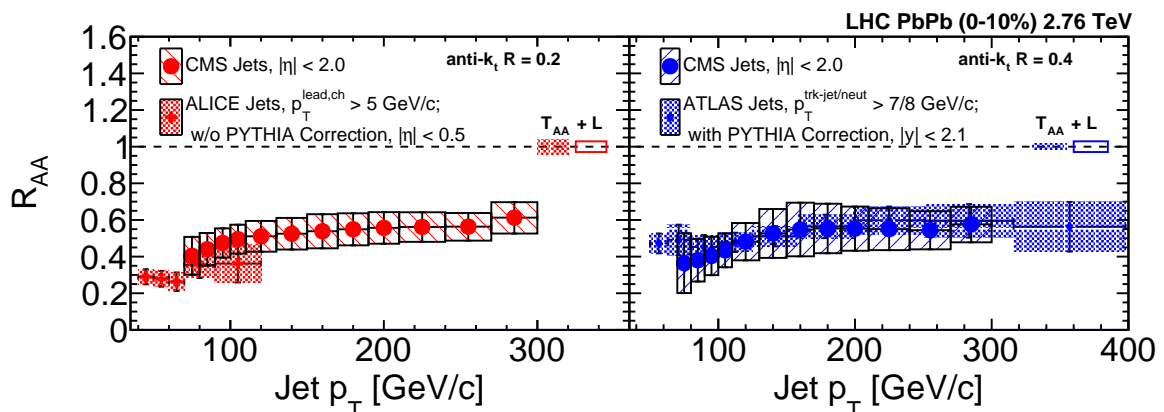 LHC PbPb (0-10%) 2.76 TeV
R_AA
1.6
1.4
1.2
1
0.8
0.6
0.4
0.2
0
CMS Jets, |η| < 2.0
anti-k_t R = 0.2
ALICE Jets, p_T^lead,ch > 5 GeV/c;
w/o PYTHIA Correction, |η| < 0.5
T_AA + L
100
200
300
Jet p_T [GeV/c]
CMS Jets, |η| < 2.0
anti-k_t R = 0.4
ATLAS Jets, p_T^trk-jet/neut > 7/8 GeV/c;
with PYTHIA Correction, |y| < 2.1
T_AA + L
100
200
300
400
Jet p_T [GeV/c]